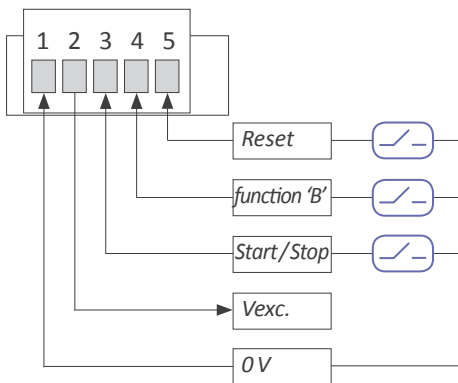 1 2 3 4 5
Reset
function ‘B’
Start/Stop
Vexc.
0 V